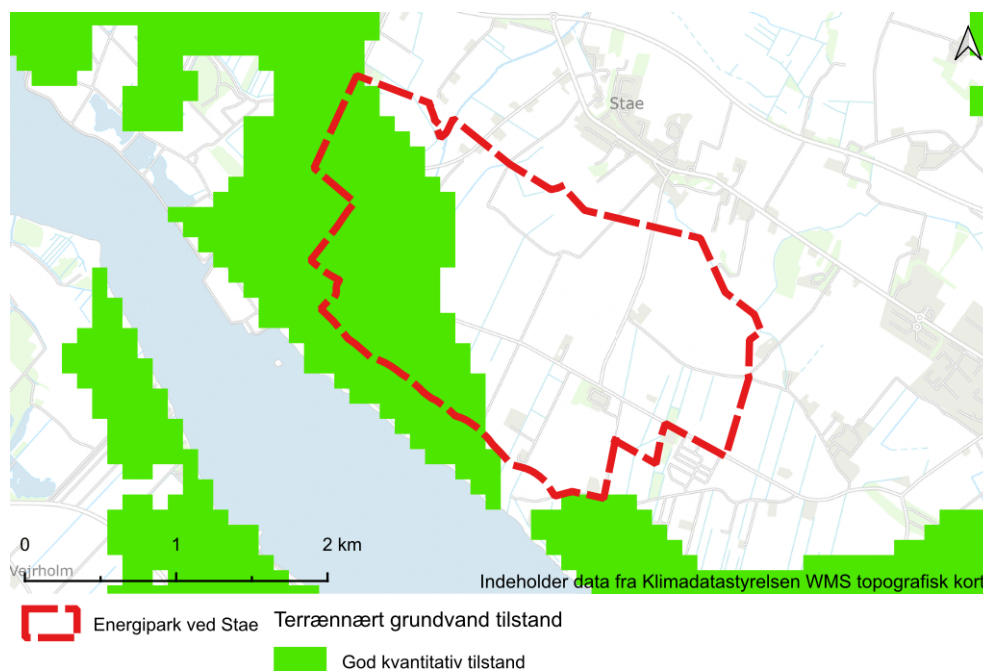 Stae
0 1 2 km
Vejrholm
Indeholder data fra Klimadatastyrelsen WMS topografisk kort
Energipark ved Stae
Terrænnært grundvand tilstand
God kvantitativ tilstand